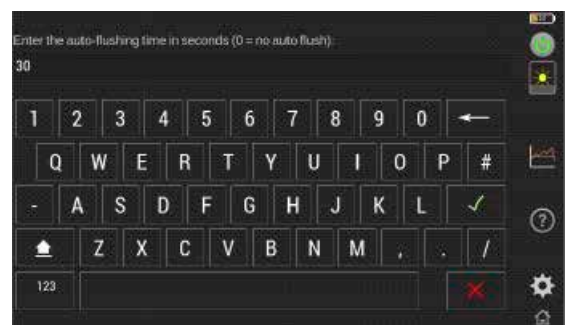 Enter the auto-flushing time in seconds (0 = no auto flush):
30
1 2 3 4 5 6 7 8 9 0
Q W E R T Y U I O P #
- A S D F G H J K L
Z X C V B N M , . /
123
?